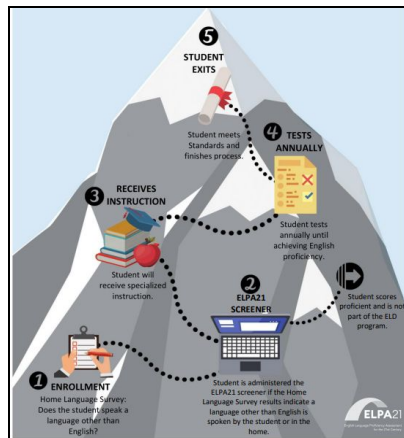 5
STUDENT
EXITS
Student meets
Standards and
finishes process.
4
TESTS
ANNUALLY
Student tests
annually until
achieving English
proficiency.
3
RECEIVES
INSTRUCTION
Student will
receive specialized
instruction.
2
ELPA21
SCREENER
Student scores
proficient and is not
part of the ELD
program.
Student is administered the
ELPA21 screener if the Home
Language Survey results indicate a
language other than English is
spoken by the student or in the
home.
1 ENROLLMENT
Home Language Survey:
Does the student speak a
language other than
English?
ELPA21